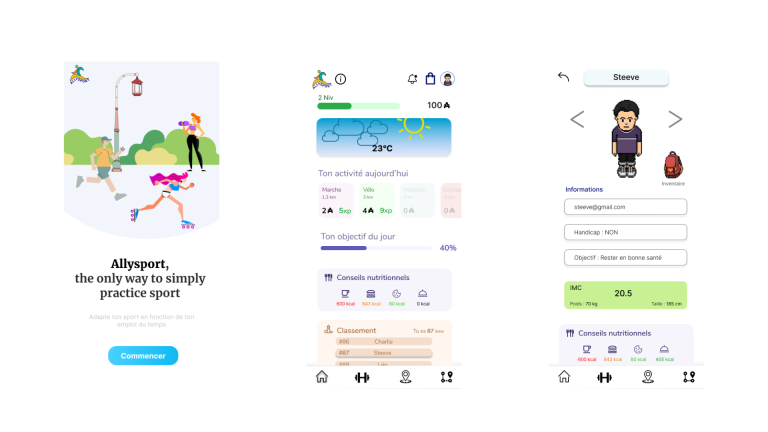 Allysport,
the only way to simply
practice sport
Adapte ton sport en fonction de ton
emploi du temps
Commencer
2 Niv
100
23°C
Ton activité aujourd'hui
Marche
1,3 km
2 5xp
Vélo
3 km
4 9xp
0
0
Ton objectif du jour
40%
Conseils nutritionnels
600 kcal
843 kcal
80 kcal
0 kcal
Classement
Tu es 87 ème
#86 Charlie
#87 Steeve
#88 Léo
Steeve
Inventaire
Informations
steeve@gmail.com
Handicap : NON
Objectif : Rester en bonne santé
IMC
20.5
Poids : 70 kg
Taille : 185 cm
Conseils nutritionnels
600 kcal
843 kcal
80 kcal
405 kcal